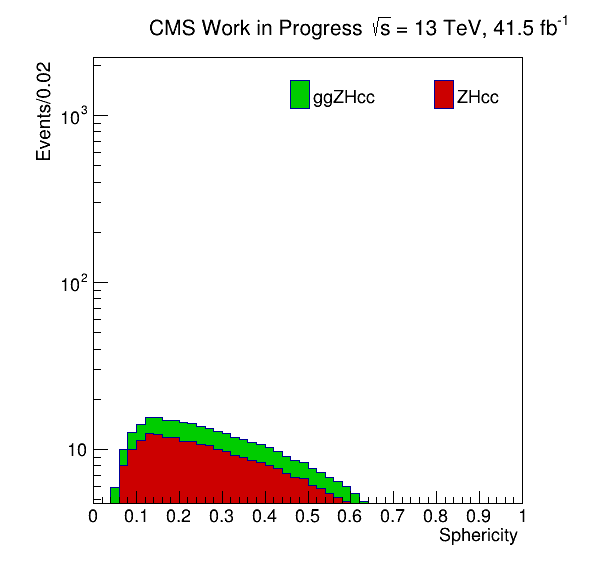 CMS Work in Progress √s = 13 TeV, 41.5 fb⁻¹
Events/0.02
ggZHcc ZHcc
10³
10²
10
0 0.1 0.2 0.3 0.4 0.5 0.6 0.7 0.8 0.9 1
Sphericity